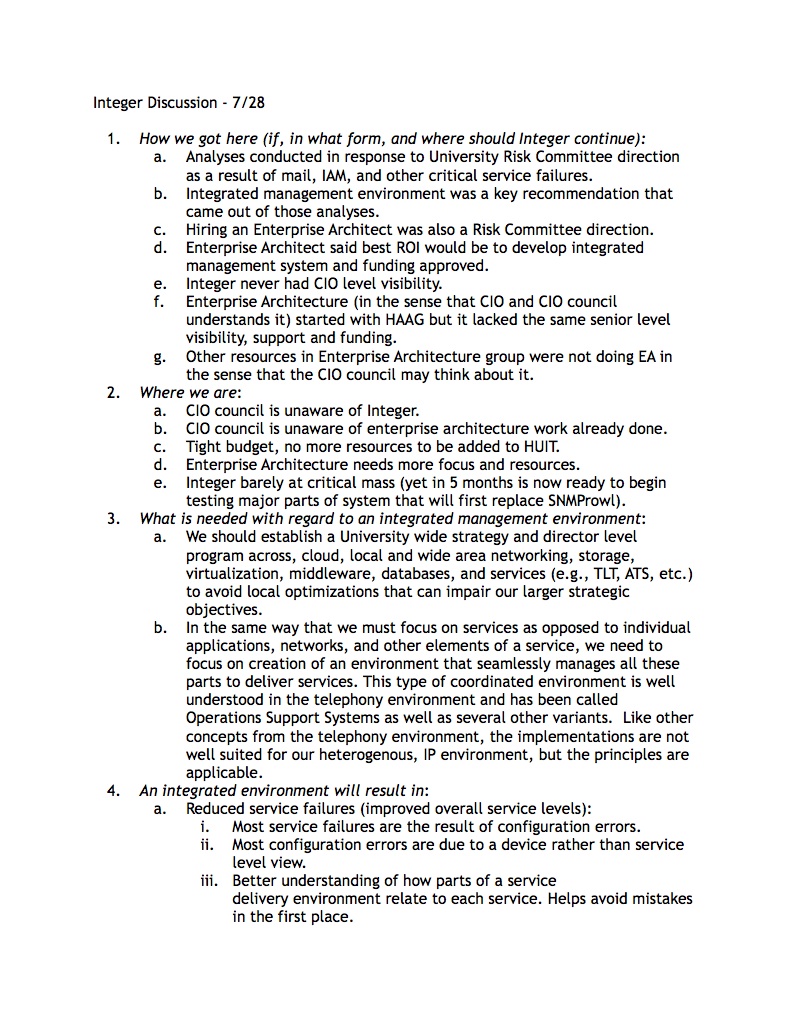 Integer Discussion - 7/28
1. How we got here (if, in what form, and where should Integer continue):
a. Analyses conducted in response to University Risk Committee direction
as a result of mail, IAM, and other critical service failures.
b. Integrated management environment was a key recommendation that
came out of those analyses.
c. Hiring an Enterprise Architect was also a Risk Committee direction.
d. Enterprise Architect said best ROI would be to develop integrated
management system and funding approved.
e. Integer never had CIO level visibility.
f. Enterprise Architecture (in the sense that CIO and CIO council
understands it) started with HAAG but it lacked the same senior level
visibility, support and funding.
g. Other resources in Enterprise Architecture group were not doing EA in
the sense that the CIO council may think about it.
2. Where we are:
a. CIO council is unaware of Integer.
b. CIO council is unaware of enterprise architecture work already done.
c. Tight budget, no more resources to be added to HUIT.
d. Enterprise Architecture needs more focus and resources.
e. Integer barely at critical mass (yet in 5 months is now ready to begin
testing major parts of system that will first replace SNMProwl).
3. What is needed with regard to an integrated management environment:
a. We should establish a University wide strategy and director level
program across, cloud, local and wide area networking, storage,
virtualization, middleware, databases, and services (e.g., TLT, ATS, etc.)
to avoid local optimizations that can impair our larger strategic
objectives.
b. In the same way that we must focus on services as opposed to individual
applications, networks, and other elements of a service, we need to
focus on creation of an environment that seamlessly manages all these
parts to deliver services. This type of coordinated environment is well
understood in the telephony environment and has been called
Operations Support Systems as well as several other variants.  Like other
concepts from the telephony environment, the implementations are not
well suited for our heterogenous, IP environment, but the principles are
applicable.
4. An integrated environment will result in:
a. Reduced service failures (improved overall service levels):
i. Most service failures are the result of configuration errors.
ii. Most configuration errors are due to a device rather than service
level view.
iii. Better understanding of how parts of a service
delivery environment relate to each service. Helps avoid mistakes
in the first place.